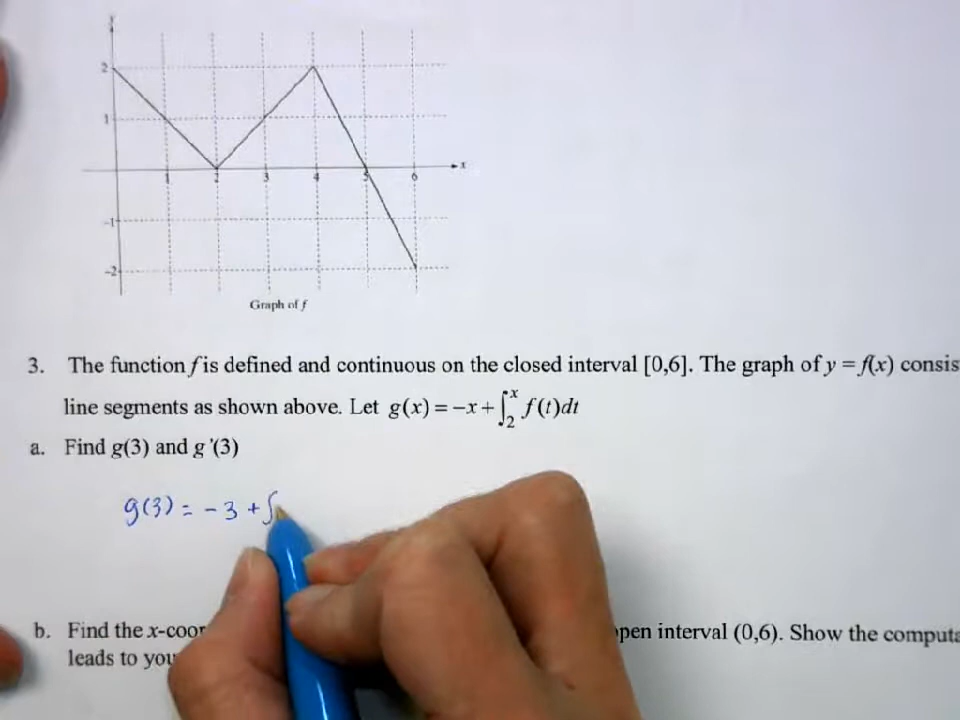 y
2
1
1 2 3 4 5 6 x
-1
-2
Graph of f
3. The function f is defined and continuous on the closed interval [0,6]. The graph of y = f(x) consis
line segments as shown above. Let g(x) = −x + ∫₂ˣ f(t)dt
a. Find g(3) and g '(3)
g(3) = - 3 + ∫
b. Find the x-coor pen interval (0,6). Show the computa
leads to you